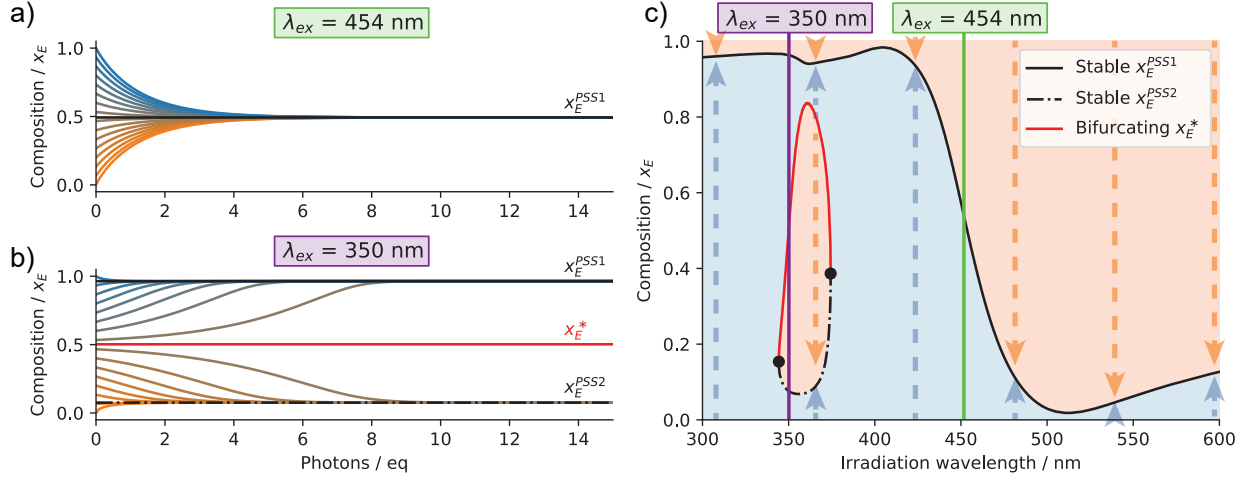 a)
λex = 454 nm
Composition / xE
1.0
0.5
0.0
xE^PSS1
0 2 4 6 8 10 12 14
b)
λex = 350 nm
Composition / xE
1.0
0.5
0.0
xE^PSS1
xE*
xE^PSS2
0 2 4 6 8 10 12 14
Photons / eq
c)
λex = 350 nm
λex = 454 nm
Composition / xE
1.0
0.8
0.6
0.4
0.2
0.0
Stable xE^PSS1
Stable xE^PSS2
Bifurcating xE*
300 350 400 450 500 550 600
Irradiation wavelength / nm